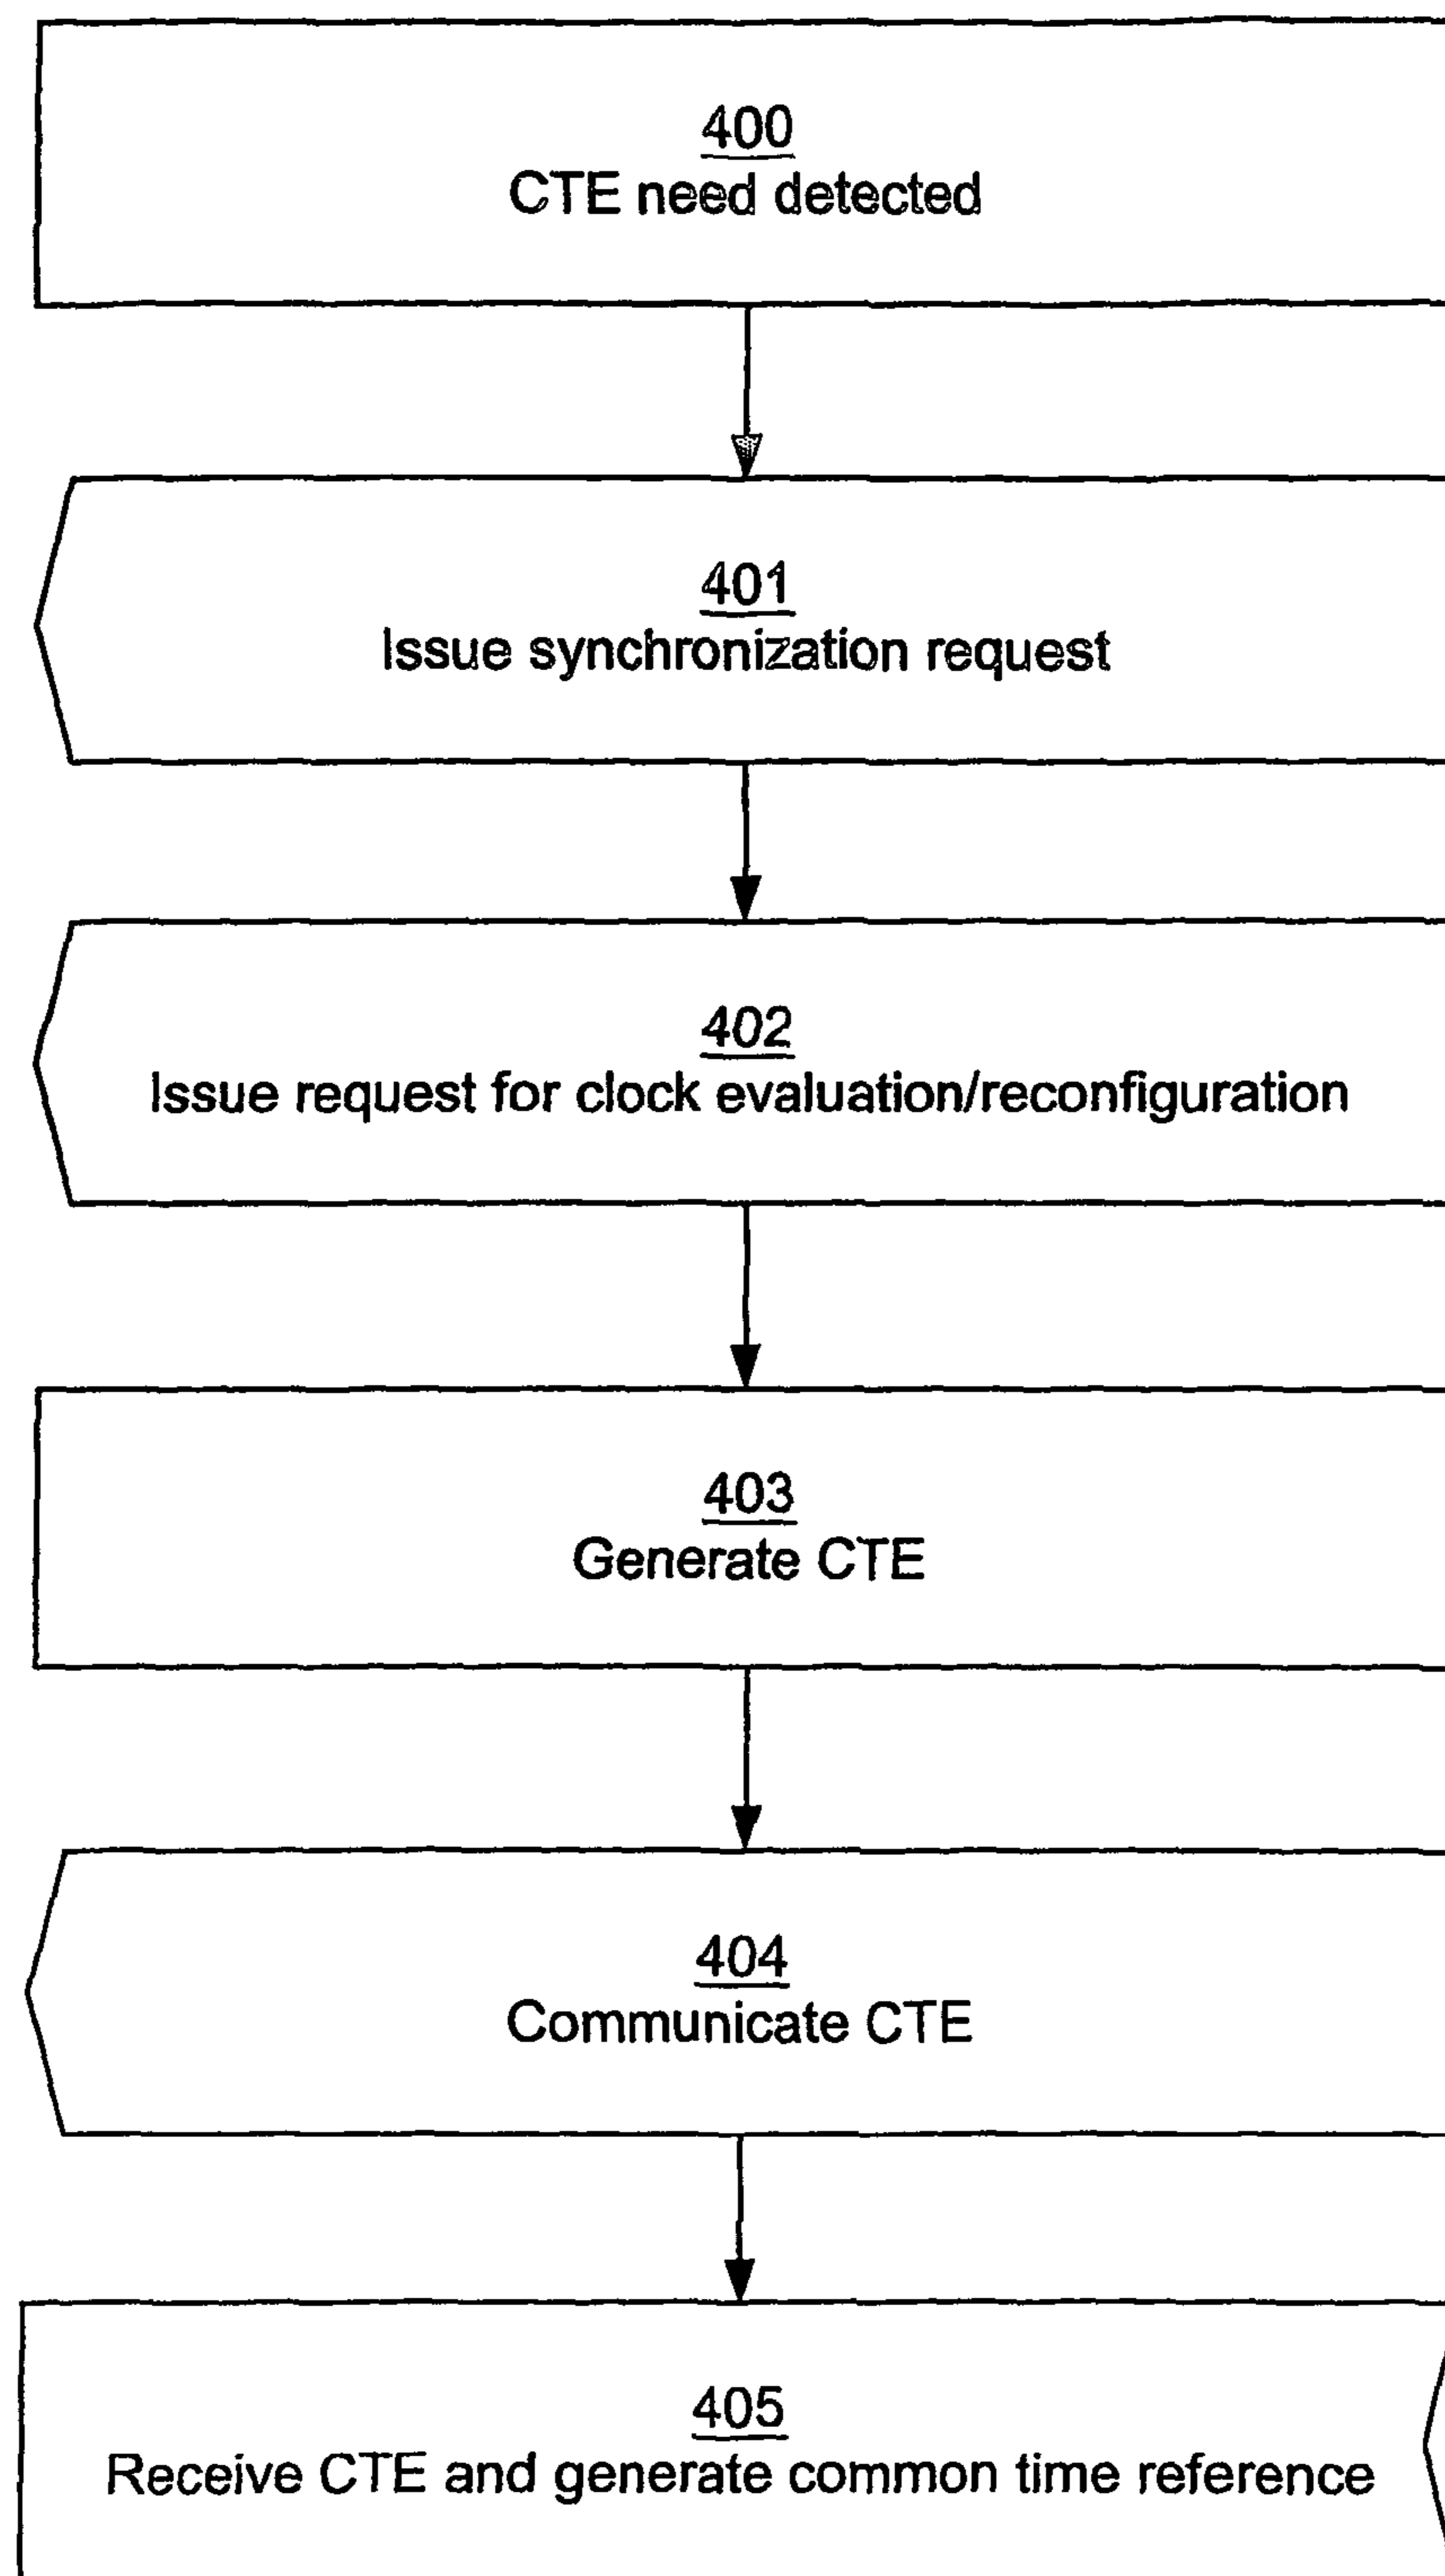 400
CTE need detected
401
Issue synchronization request
402
Issue request for clock evaluation/reconfiguration
403
Generate CTE
404
Communicate CTE
405
Receive CTE and generate common time reference